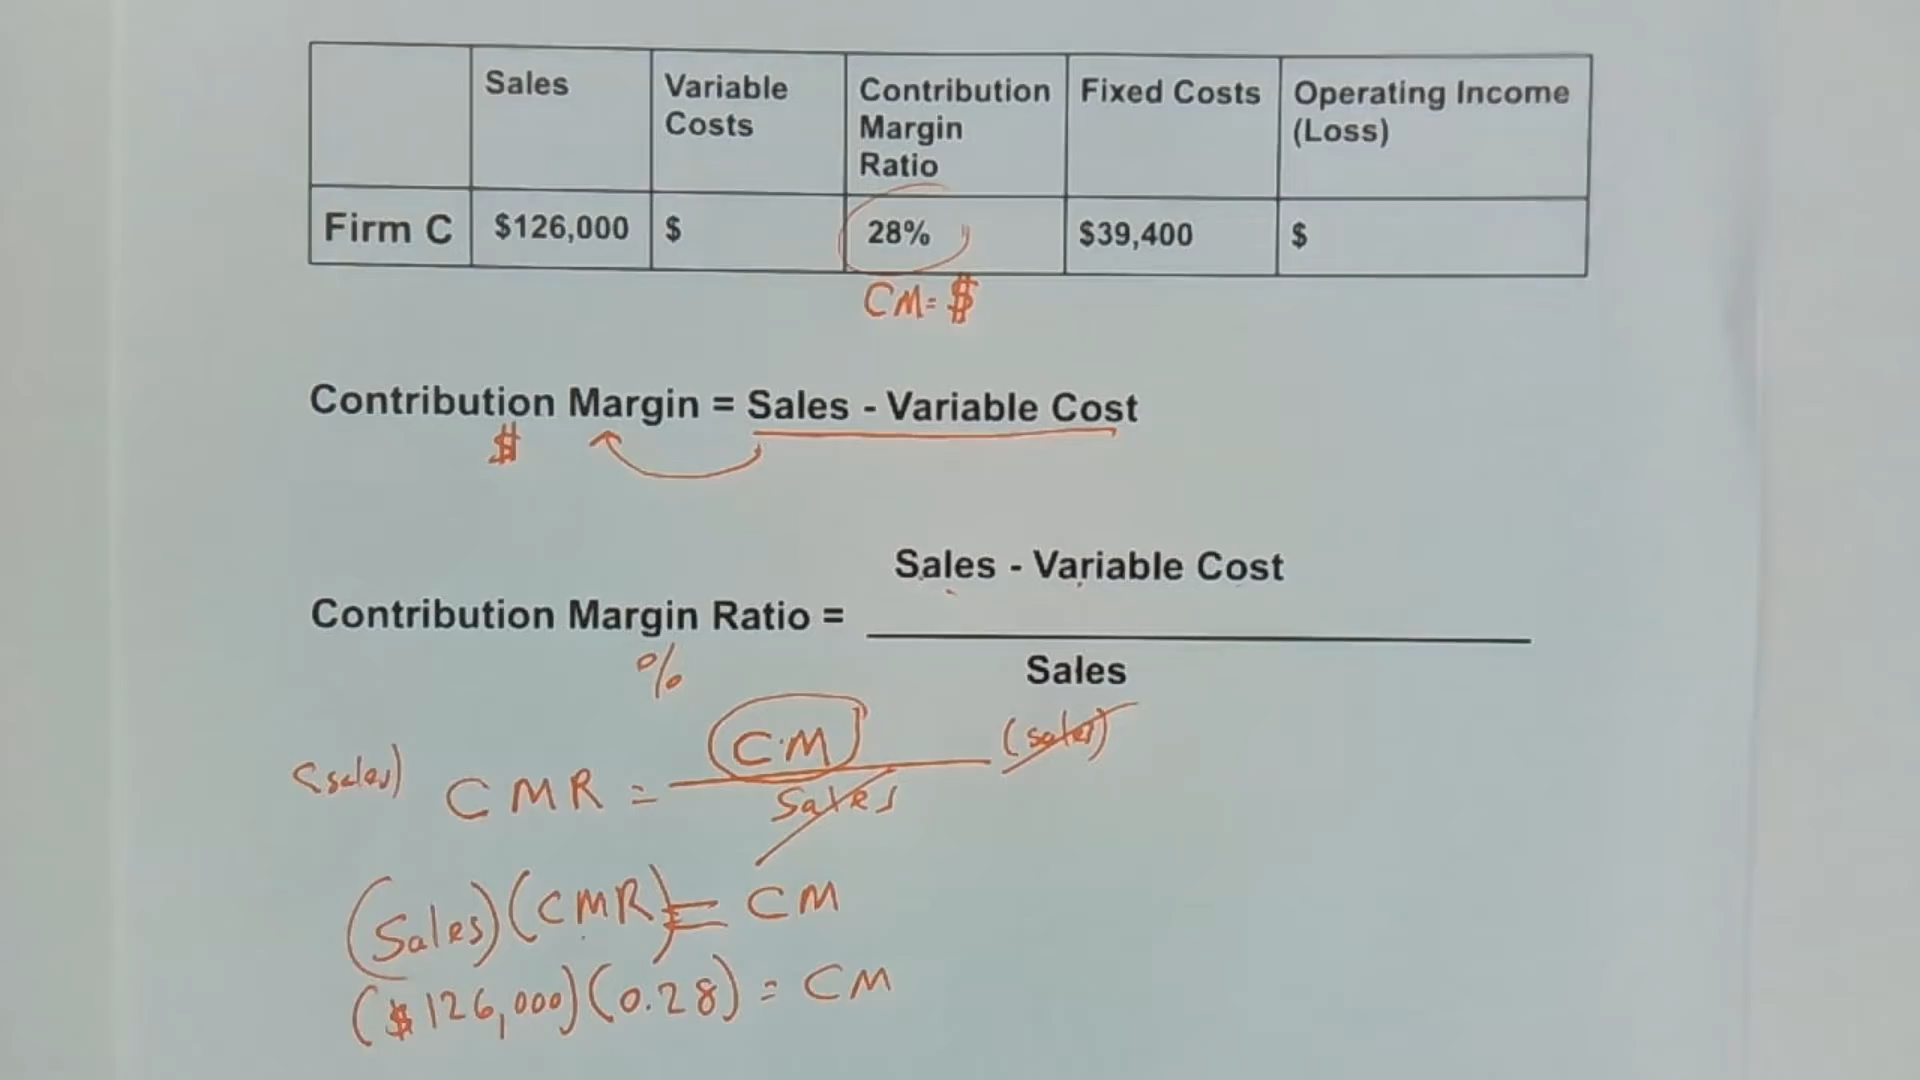 Sales Variable Costs Contribution Margin Ratio Fixed Costs Operating Income (Loss)
Firm C $126,000 $ 28% $39,400 $
CM = $
Contribution Margin = Sales - Variable Cost
$
Sales - Variable Cost
Contribution Margin Ratio =
Sales
%
(sales) CMR = CM (sales)
Sales
(Sales)(CMR) = CM
($126,000)(0.28) = CM